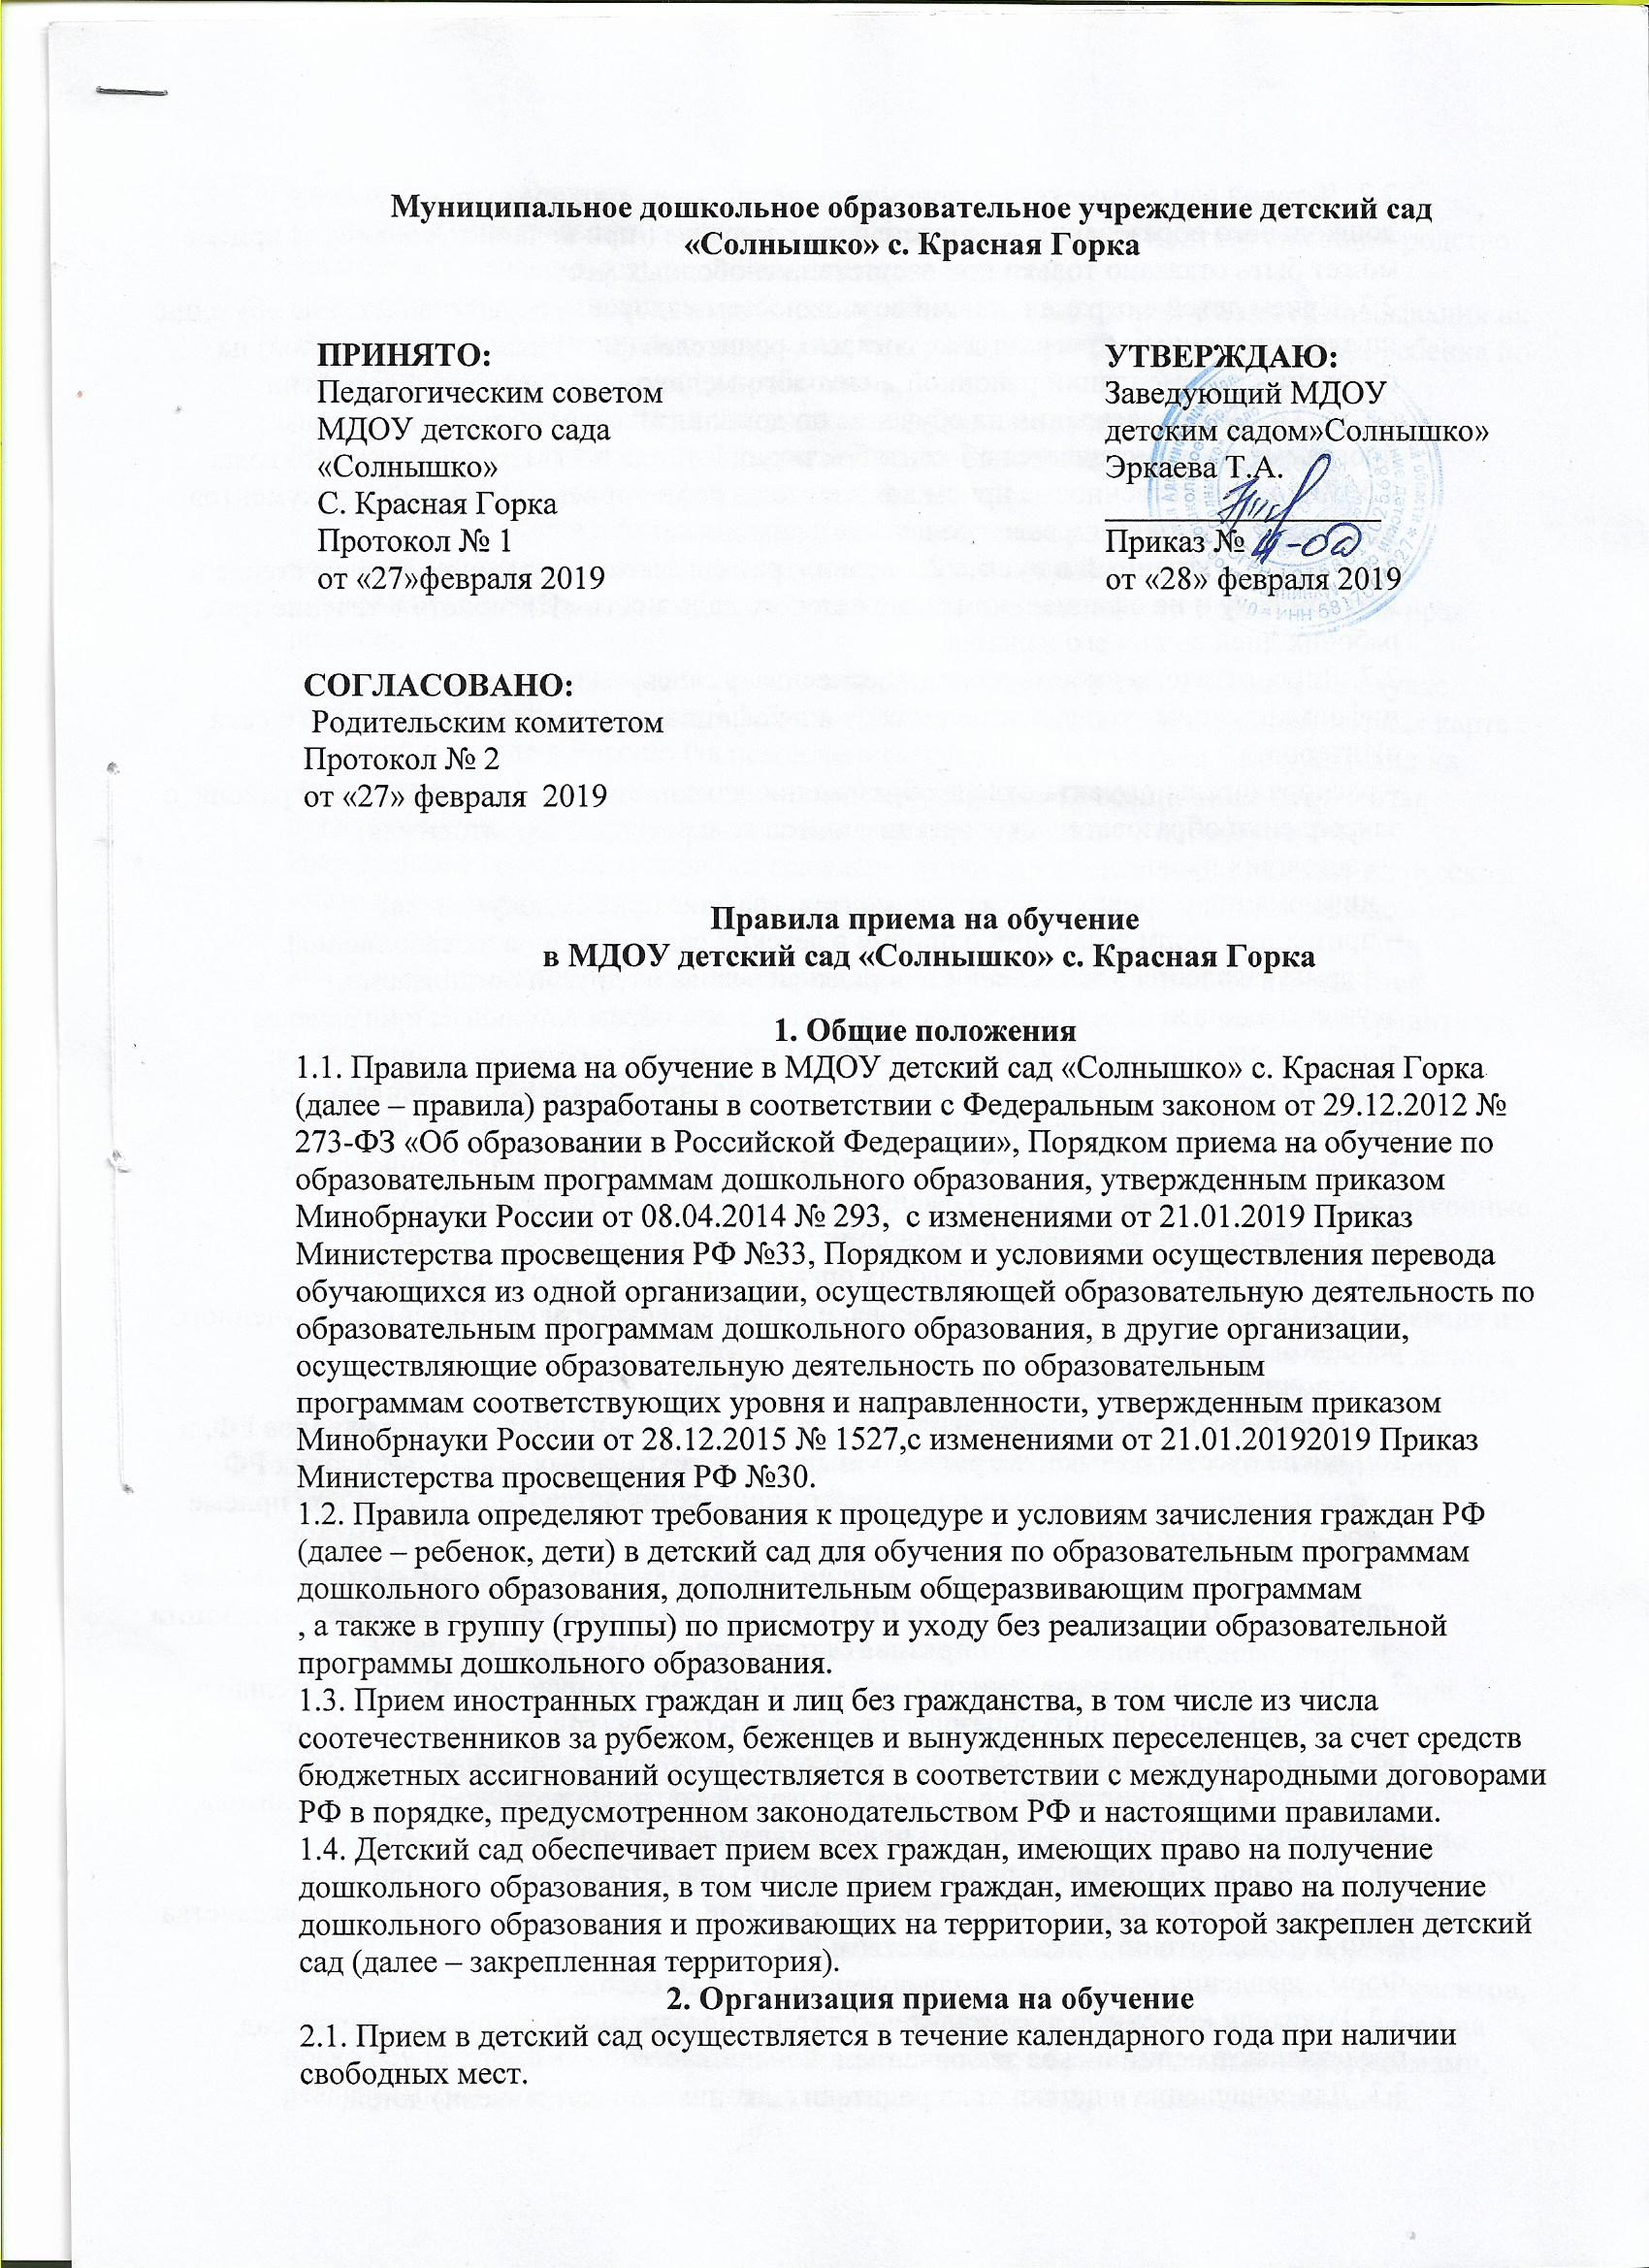 Муниципальное дошкольное образовательное учреждение детский сад
«Солнышко» с. Красная Горка
ПРИНЯТО:
Педагогическим советом
МДОУ детского сада
«Солнышко»
С. Красная Горка
Протокол № 1
от «27»февраля 2019
УТВЕРЖДАЮ:
Заведующий МДОУ
детским садом»Солнышко»
Эркаева Т.А.
Приказ №
от «28» февраля 2019
СОГЛАСОВАНО:
Родительским комитетом
Протокол № 2
от «27» февраля  2019
Правила приема на обучение
в МДОУ детский сад «Солнышко» с. Красная Горка
1. Общие положения
1.1. Правила приема на обучение в МДОУ детский сад «Солнышко» с. Красная Горка
(далее – правила) разработаны в соответствии с Федеральным законом от 29.12.2012 №
273-ФЗ «Об образовании в Российской Федерации», Порядком приема на обучение по
образовательным программам дошкольного образования, утвержденным приказом
Минобрнауки России от 08.04.2014 № 293,  с изменениями от 21.01.2019 Приказ
Министерства просвещения РФ №33, Порядком и условиями осуществления перевода
обучающихся из одной организации, осуществляющей образовательную деятельность по
образовательным программам дошкольного образования, в другие организации,
осуществляющие образовательную деятельность по образовательным
программам соответствующих уровня и направленности, утвержденным приказом
Минобрнауки России от 28.12.2015 № 1527,с изменениями от 21.01.20192019 Приказ
Министерства просвещения РФ №30.
1.2. Правила определяют требования к процедуре и условиям зачисления граждан РФ
(далее – ребенок, дети) в детский сад для обучения по образовательным программам
дошкольного образования, дополнительным общеразвивающим программам
, а также в группу (группы) по присмотру и уходу без реализации образовательной
программы дошкольного образования.
1.3. Прием иностранных граждан и лиц без гражданства, в том числе из числа
соотечественников за рубежом, беженцев и вынужденных переселенцев, за счет средств
бюджетных ассигнований осуществляется в соответствии с международными договорами
РФ в порядке, предусмотренном законодательством РФ и настоящими правилами.
1.4. Детский сад обеспечивает прием всех граждан, имеющих право на получение
дошкольного образования, в том числе прием граждан, имеющих право на получение
дошкольного образования и проживающих на территории, за которой закреплен детский
сад (далее – закрепленная территория).
2. Организация приема на обучение
2.1. Прием в детский сад осуществляется в течение календарного года при наличии
свободных мест.